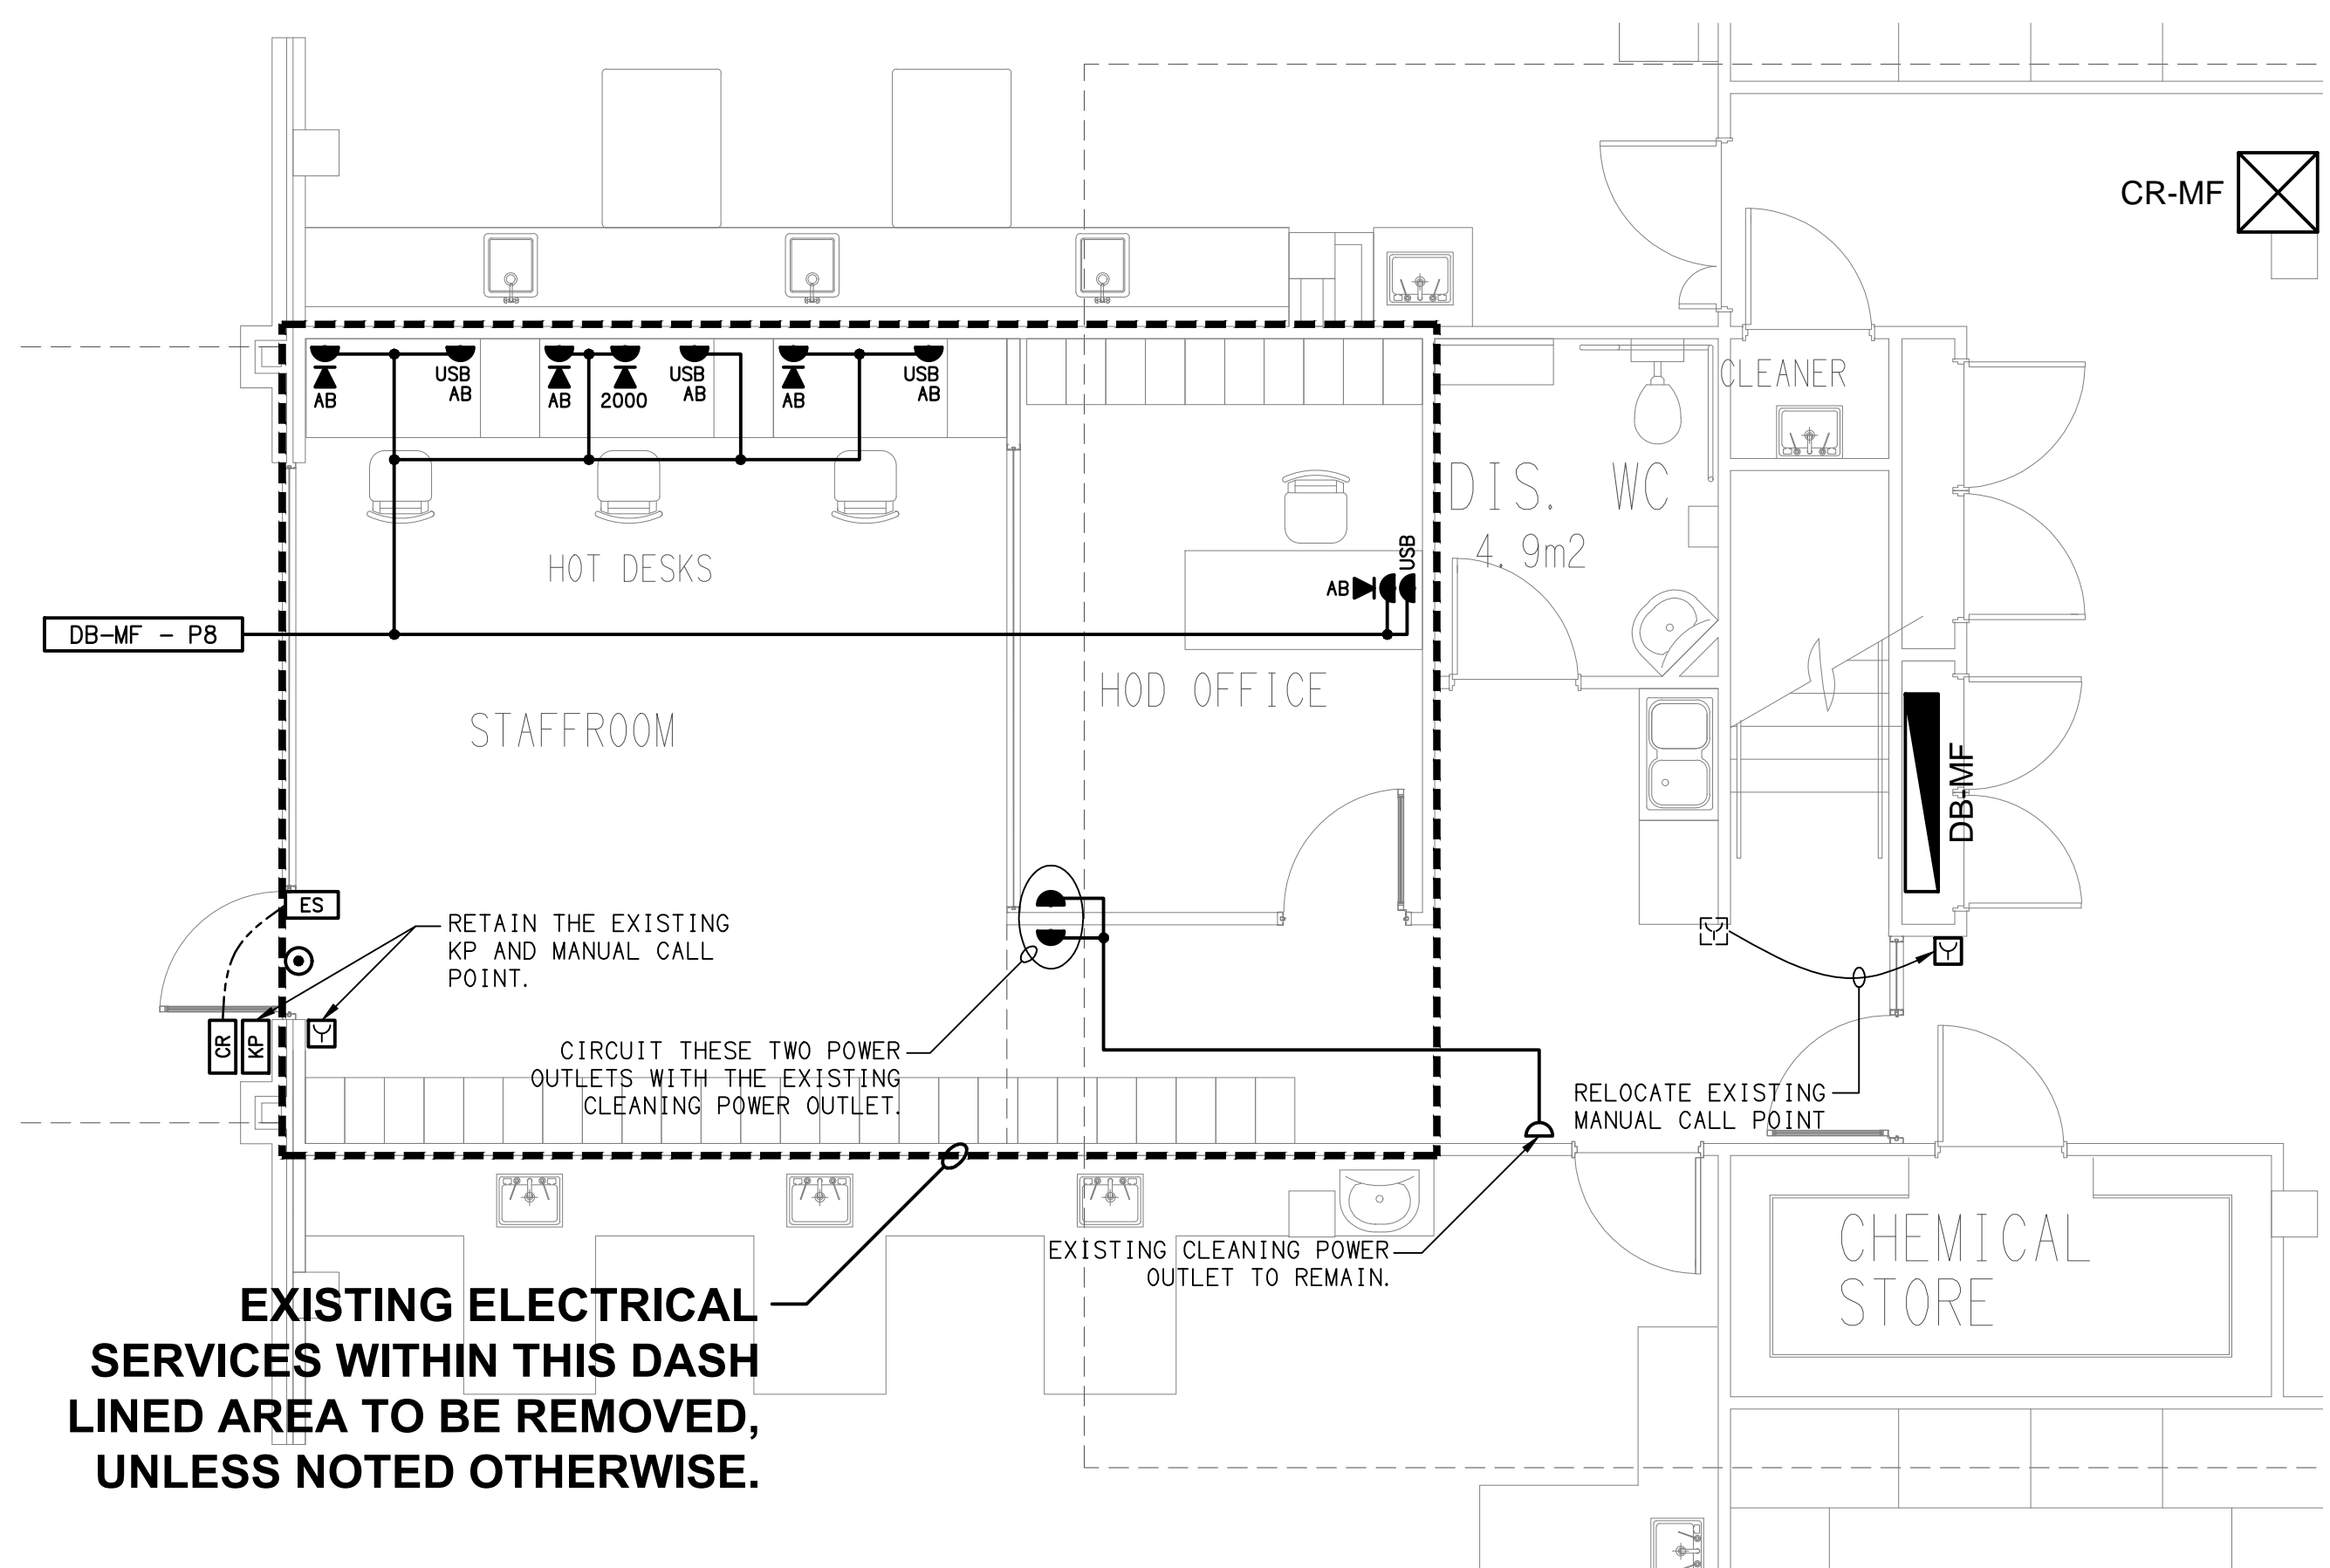 CR-MF
USB
AB
USB
AB
USB
AB
AB
AB
2000
AB
CLEANER
DIS. WC
4.9m2
HOT DESKS
USB
AB
DB-MF - P8
HOD OFFICE
STAFFROOM
DB-MF
ES
RETAIN THE EXISTING
KP AND MANUAL CALL
POINT.
CR
KP
CIRCUIT THESE TWO POWER
OUTLETS WITH THE EXISTING
CLEANING POWER OUTLET.
RELOCATE EXISTING
MANUAL CALL POINT
EXISTING CLEANING POWER
OUTLET TO REMAIN.
CHEMICAL
STORE
EXISTING ELECTRICAL
SERVICES WITHIN THIS DASH
LINED AREA TO BE REMOVED,
UNLESS NOTED OTHERWISE.